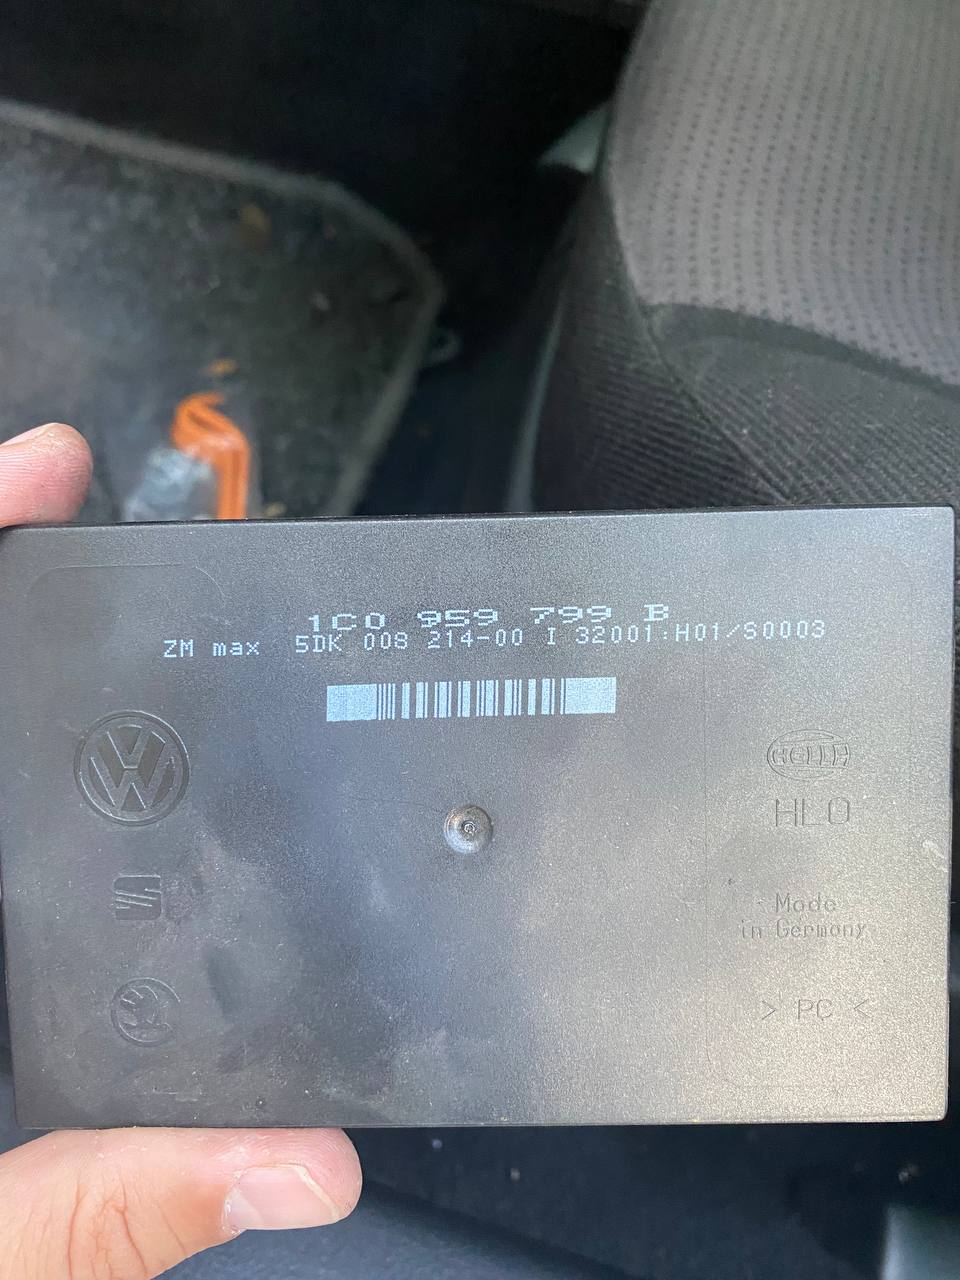 1C0 959 799 B
ZM max 5DK 008 214-00 I 32001:H01/S0003
HELLA
HLO
Made
in Germany
> PC <